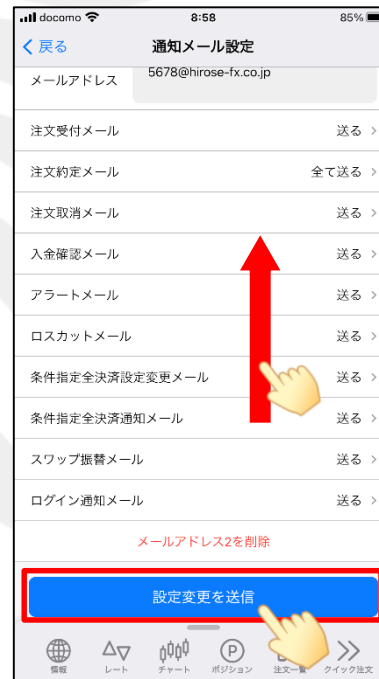 docomo 8:58 85%
戻る 通知メール設定
メールアドレス 5678@hirose-fx.co.jp
注文受付メール 送る
注文約定メール 全て送る
注文取消メール 送る
入金確認メール 送る
アラートメール 送る
ロスカットメール 送る
条件指定全決済設定変更メール 送る
条件指定全決済通知メール 送る
スワップ振替メール 送る
ログイン通知メール 送る
メールアドレス2を削除
設定変更を送信
P
情報 レート チャート ポジション 注文一覧 クイック注文